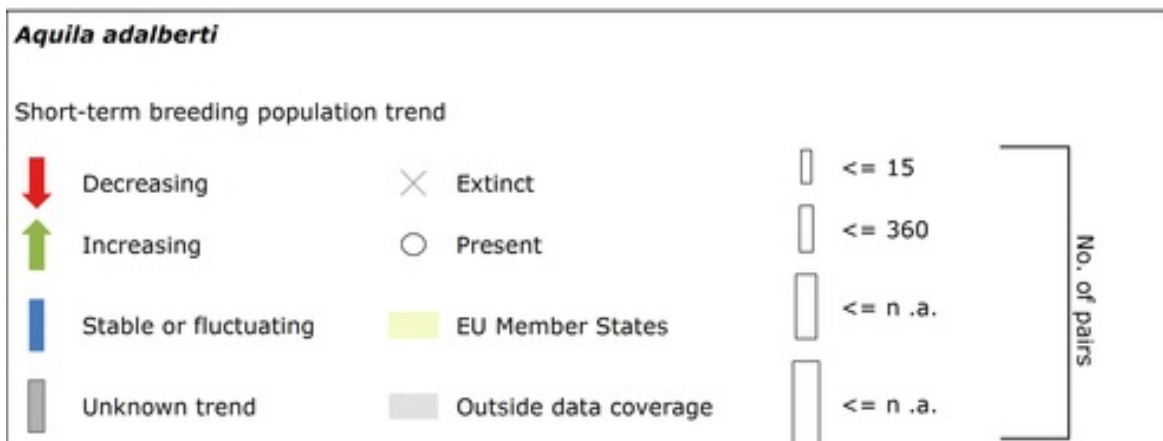 Aquila adalberti
Short-term breeding population trend
Decreasing
Extinct
<= 15
Increasing
Present
<= 360
Stable or fluctuating
EU Member States
<= n .a.
Unknown trend
Outside data coverage
<= n .a.
No. of pairs